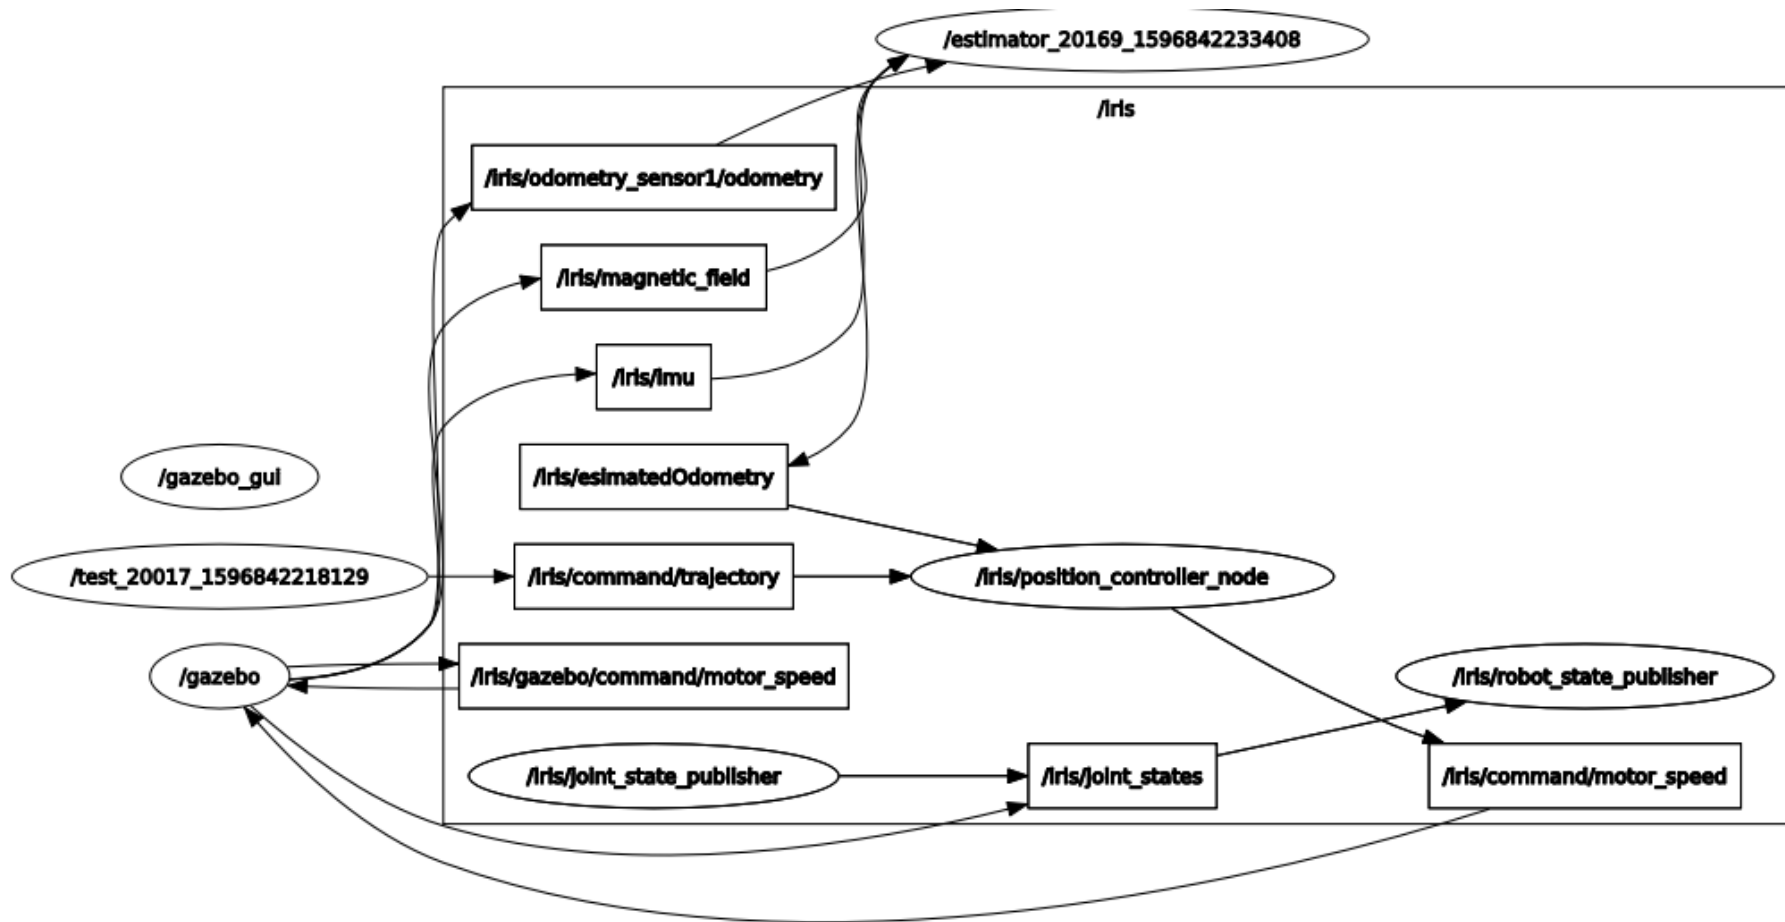 /estimator_20169_1596842233408
/iris
/iris/odometry_sensor1/odometry
/iris/magnetic_field
/iris/imu
/gazebo_gui
/iris/esimatedOdometry
/test_20017_1596842218129
/iris/command/trajectory
/iris/position_controller_node
/gazebo
/iris/gazebo/command/motor_speed
/iris/robot_state_publisher
/iris/joint_state_publisher
/iris/joint_states
/iris/command/motor_speed